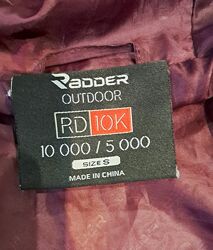 RADDER
OUTDOOR
RD 10K
10 000 / 5 000
SIZE S
MADE IN CHINA